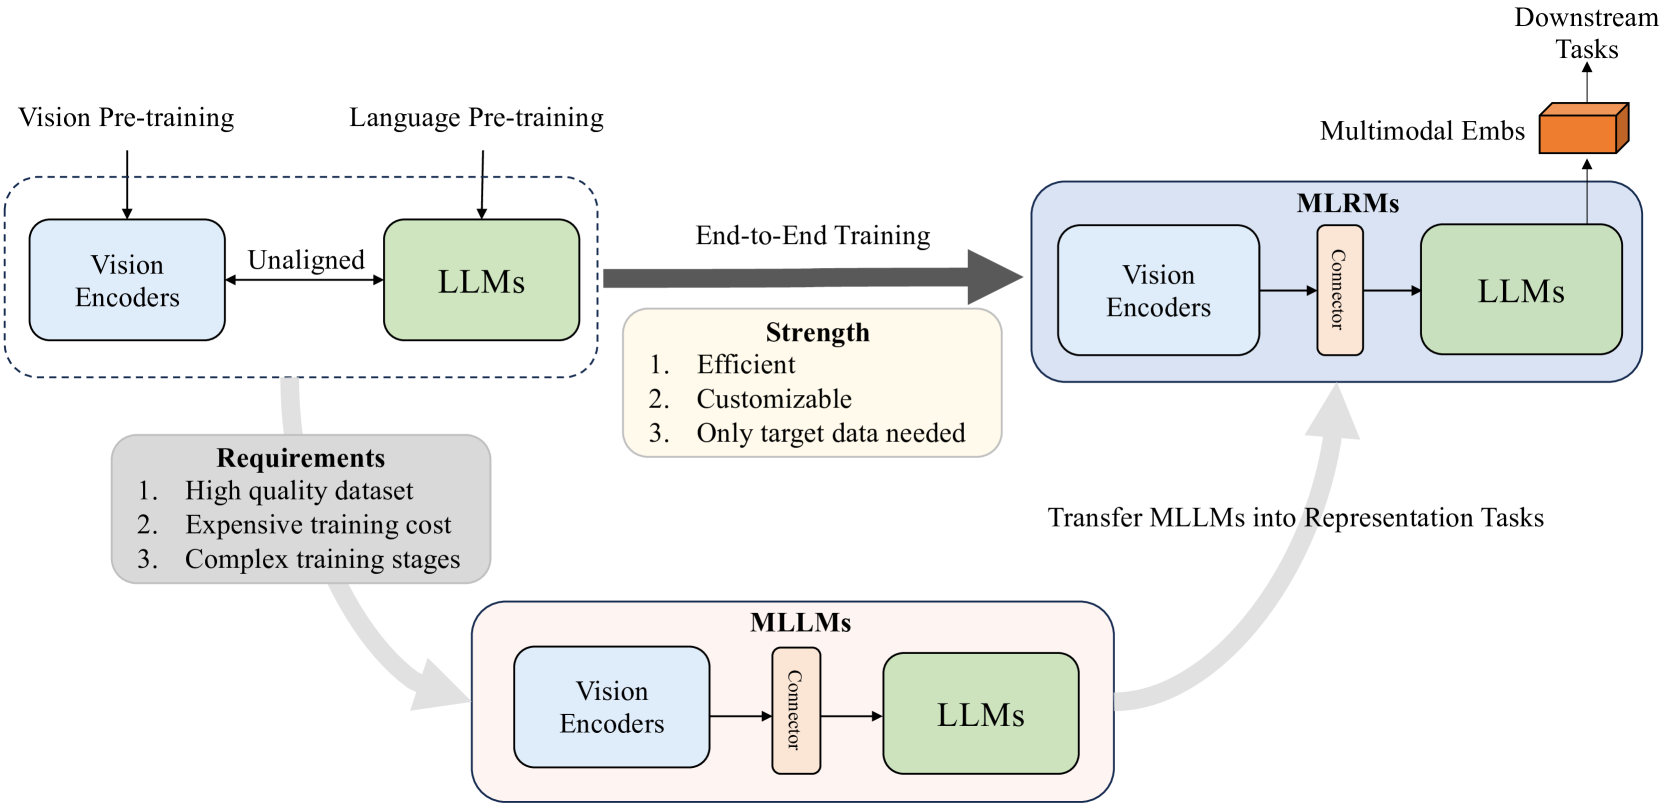 Downstream
Tasks
Multimodal Embs
Vision Pre-training
Language Pre-training
Vision
Encoders
Unaligned
LLMs
End-to-End Training
Strength
1. Efficient
2. Customizable
3. Only target data needed
MLRMs
Vision
Encoders
Connector
LLMs
Requirements
1. High quality dataset
2. Expensive training cost
3. Complex training stages
Transfer MLLMs into Representation Tasks
MLLMs
Vision
Encoders
Connector
LLMs